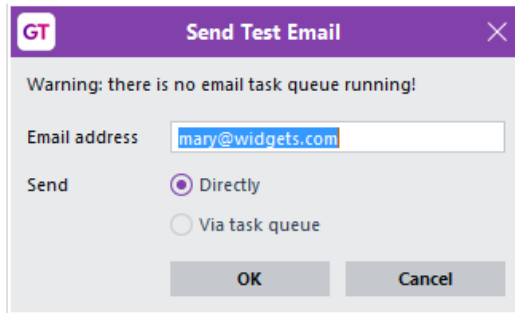 GT Send Test Email
Warning: there is no email task queue running!
Email address mary@widgets.com
Send Directly
Via task queue
OK Cancel